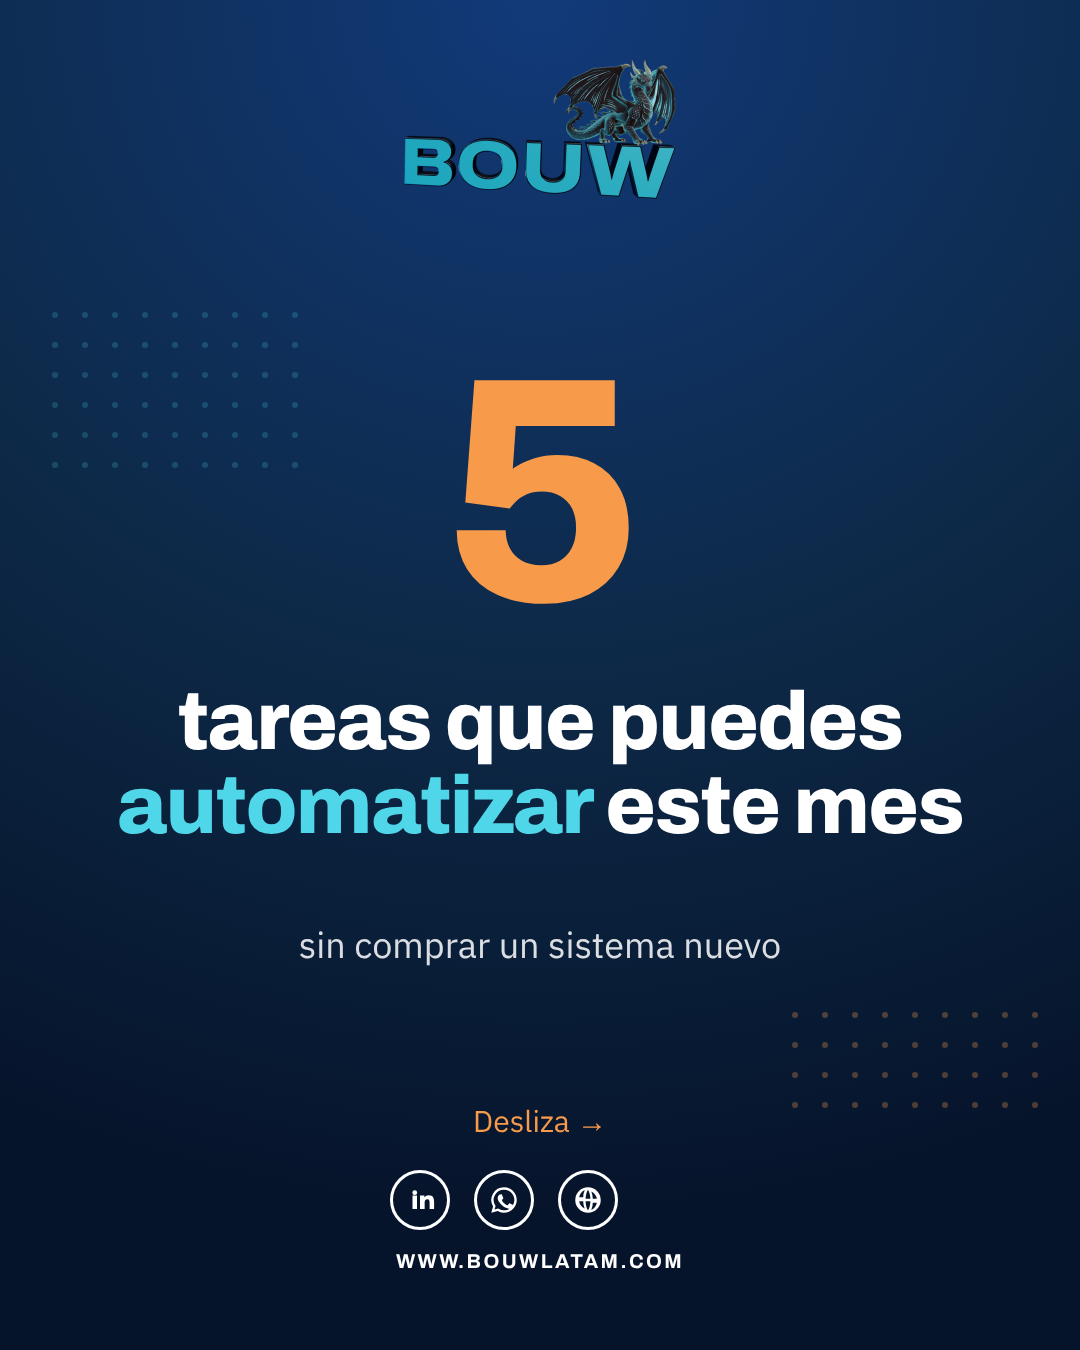 BOUW
5
tareas que puedes
automatizar este mes
sin comprar un sistema nuevo
Desliza →
in
WWW.BOUWLATAM.COM